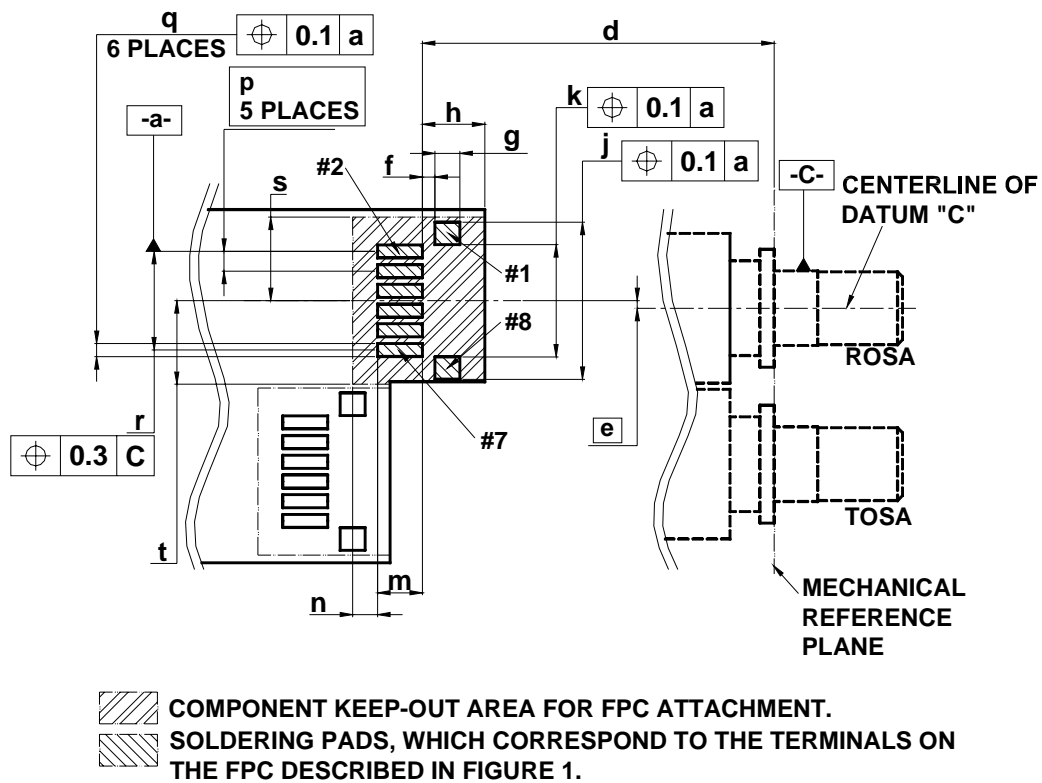 q
6 PLACES
⌖ 0.1 a
d
p
5 PLACES
-a-
h
k
⌖ 0.1 a
g
j
⌖ 0.1 a
f
#2
s
-C-
CENTERLINE OF
DATUM "C"
#1
#8
ROSA
r
#7
e
⌖ 0.3 C
TOSA
t
m
n
MECHANICAL
REFERENCE
PLANE
COMPONENT KEEP-OUT AREA FOR FPC ATTACHMENT.
SOLDERING PADS, WHICH CORRESPOND TO THE TERMINALS ON
THE FPC DESCRIBED IN FIGURE 1.